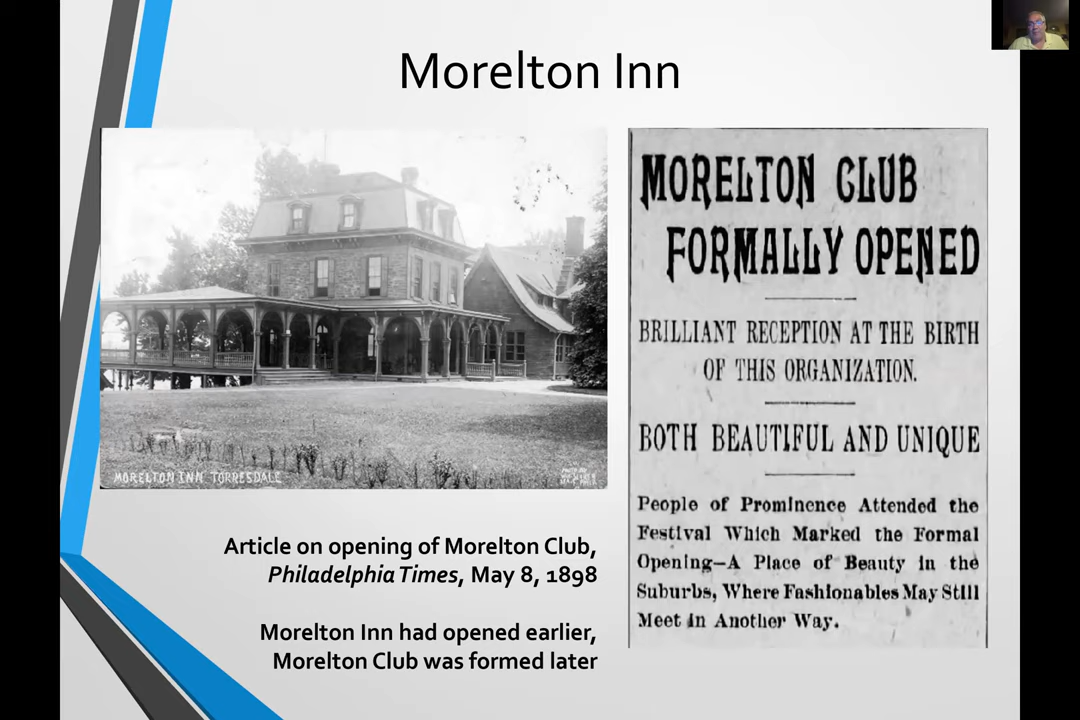 Morelton Inn
MORELTON INN TORRESDALE
Article on opening of Morelton Club,
Philadelphia Times, May 8, 1898
Morelton Inn had opened earlier,
Morelton Club was formed later
MORELTON CLUB
FORMALLY OPENED
BRILLIANT RECEPTION AT THE BIRTH
OF THIS ORGANIZATION.
BOTH BEAUTIFUL AND UNIQUE
People of Prominence Attended the
Festival Which Marked the Formal
Opening—A Place of Beauty in the
Suburbs, Where Fashionables May Still
Meet in Another Way.